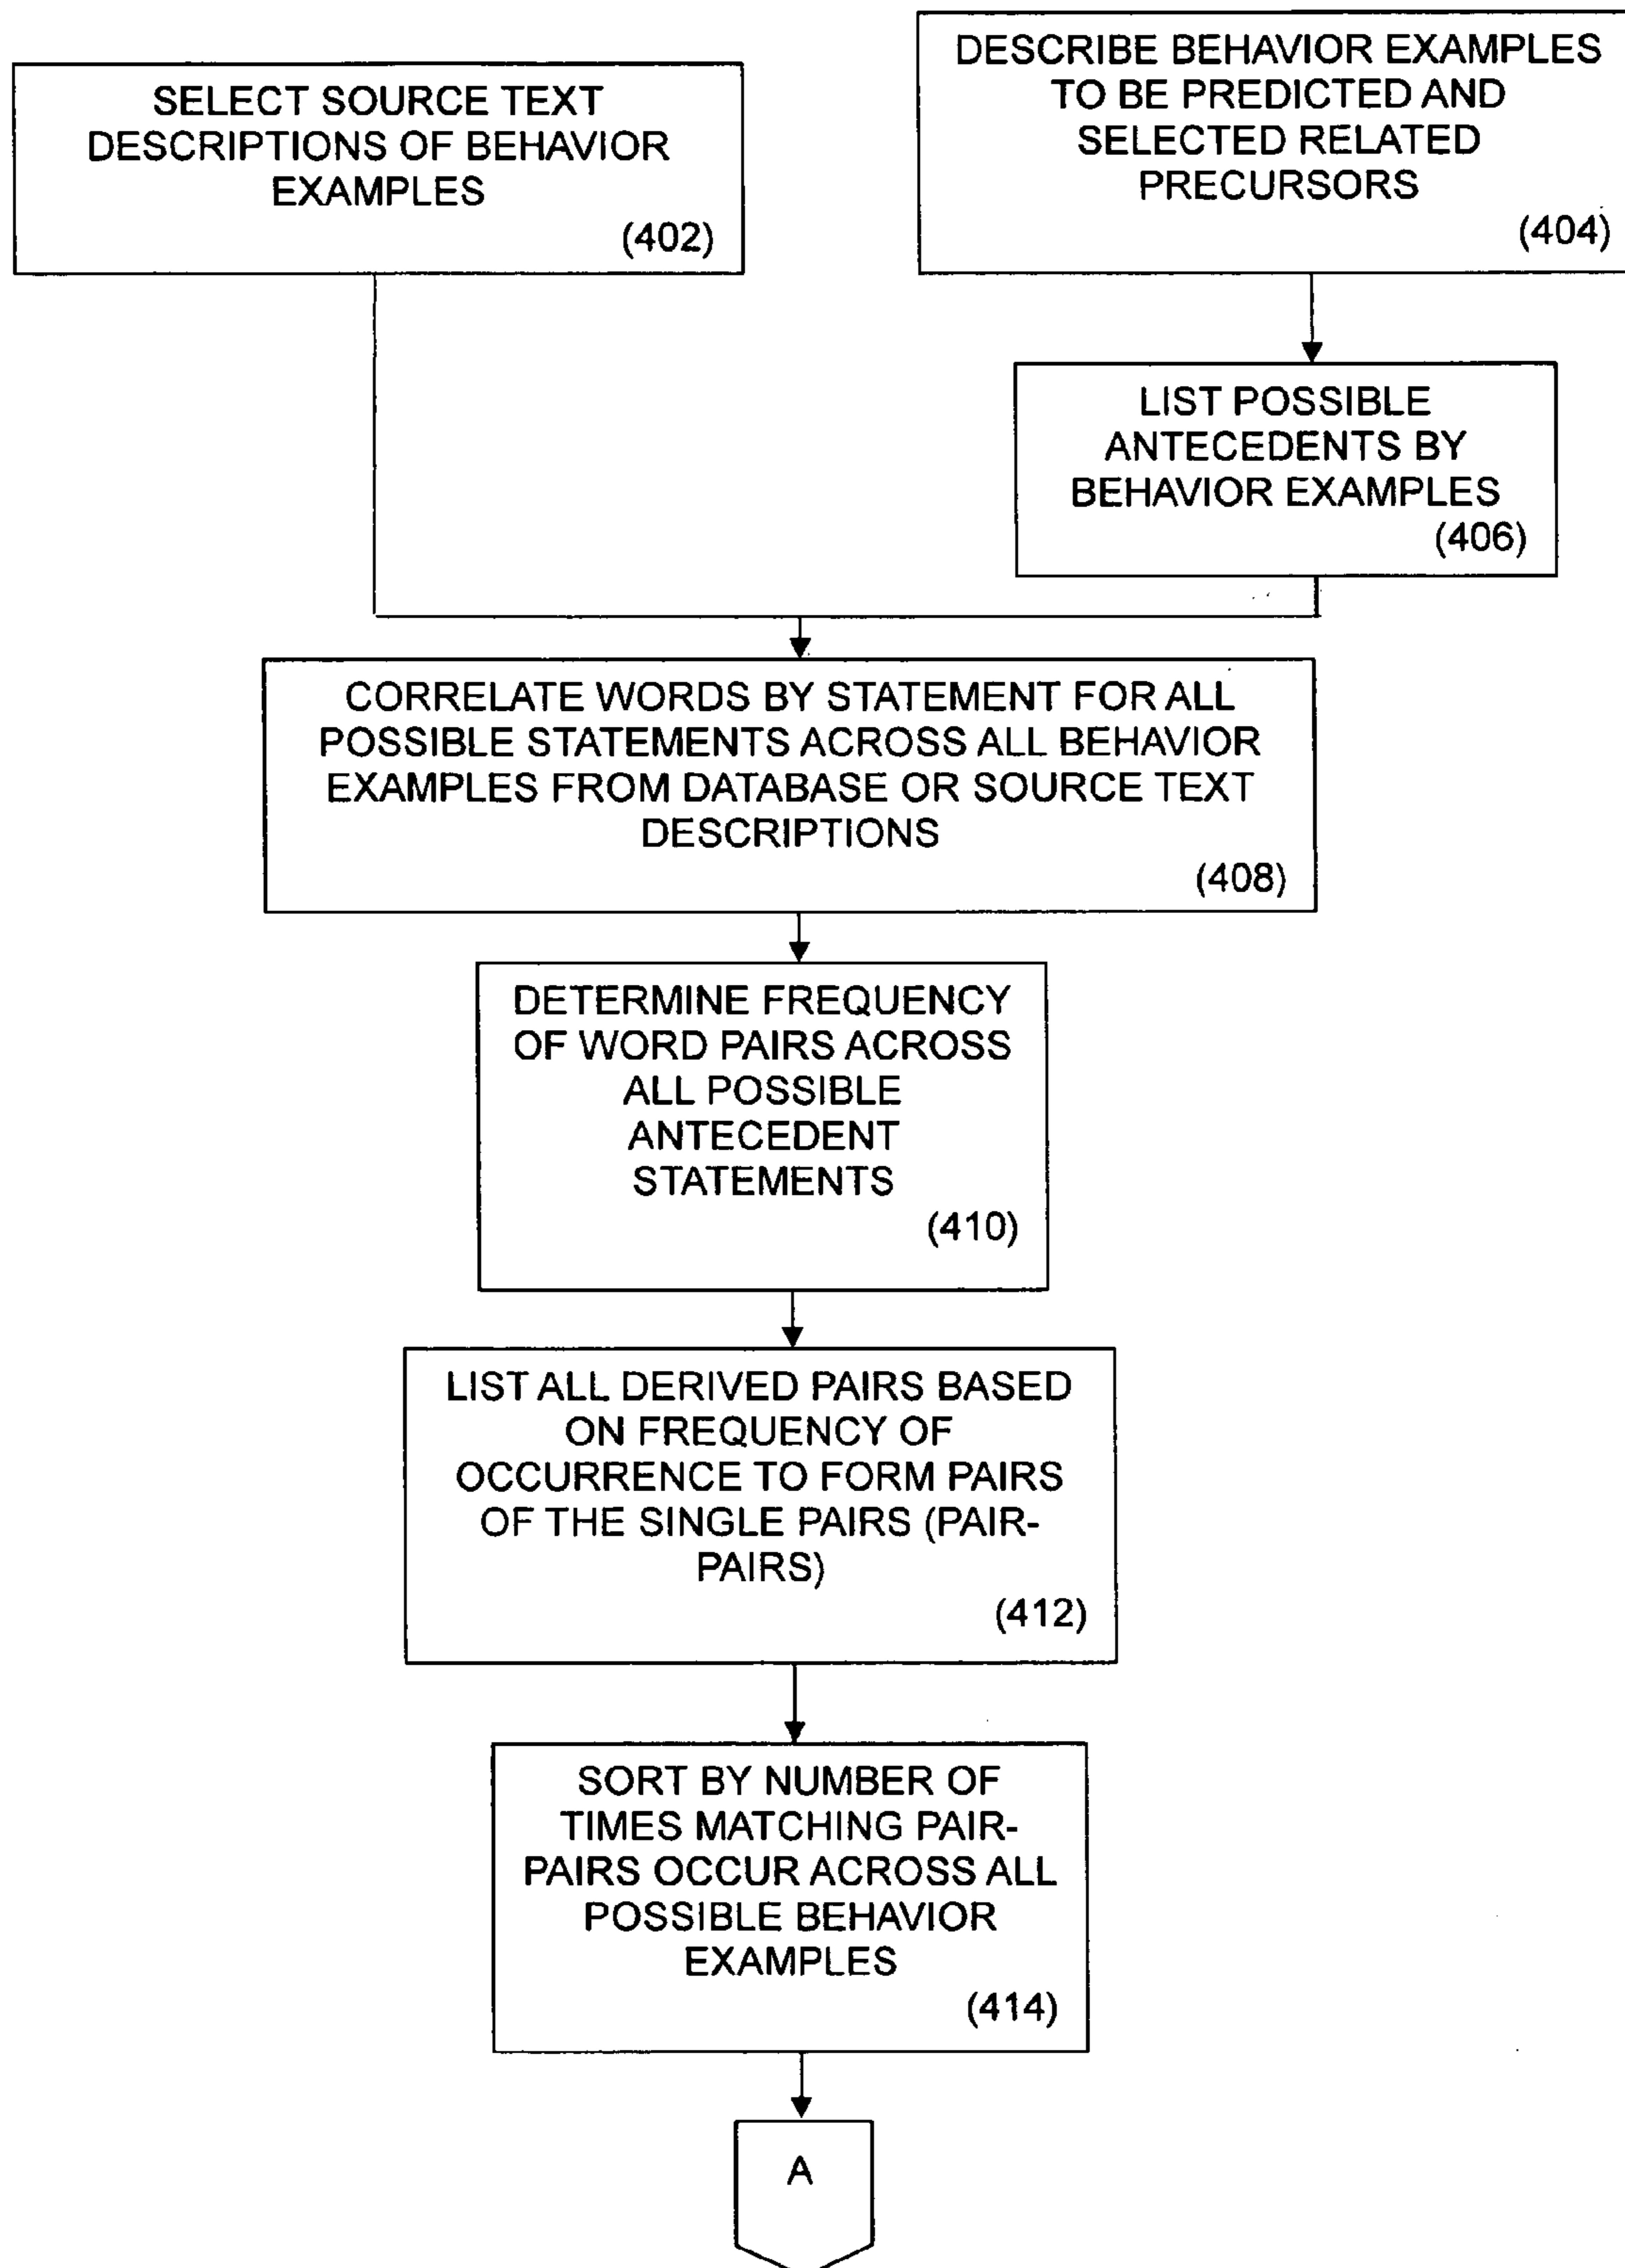 SELECT SOURCE TEXT
DESCRIPTIONS OF BEHAVIOR
EXAMPLES
(402)
DESCRIBE BEHAVIOR EXAMPLES
TO BE PREDICTED AND
SELECTED RELATED
PRECURSORS
(404)
LIST POSSIBLE
ANTECEDENTS BY
BEHAVIOR EXAMPLES
(406)
CORRELATE WORDS BY STATEMENT FOR ALL
POSSIBLE STATEMENTS ACROSS ALL BEHAVIOR
EXAMPLES FROM DATABASE OR SOURCE TEXT
DESCRIPTIONS
(408)
DETERMINE FREQUENCY
OF WORD PAIRS ACROSS
ALL POSSIBLE
ANTECEDENT
STATEMENTS
(410)
LIST ALL DERIVED PAIRS BASED
ON FREQUENCY OF
OCCURRENCE TO FORM PAIRS
OF THE SINGLE PAIRS (PAIR-
PAIRS)
(412)
SORT BY NUMBER OF
TIMES MATCHING PAIR-
PAIRS OCCUR ACROSS ALL
POSSIBLE BEHAVIOR
EXAMPLES
(414)
A